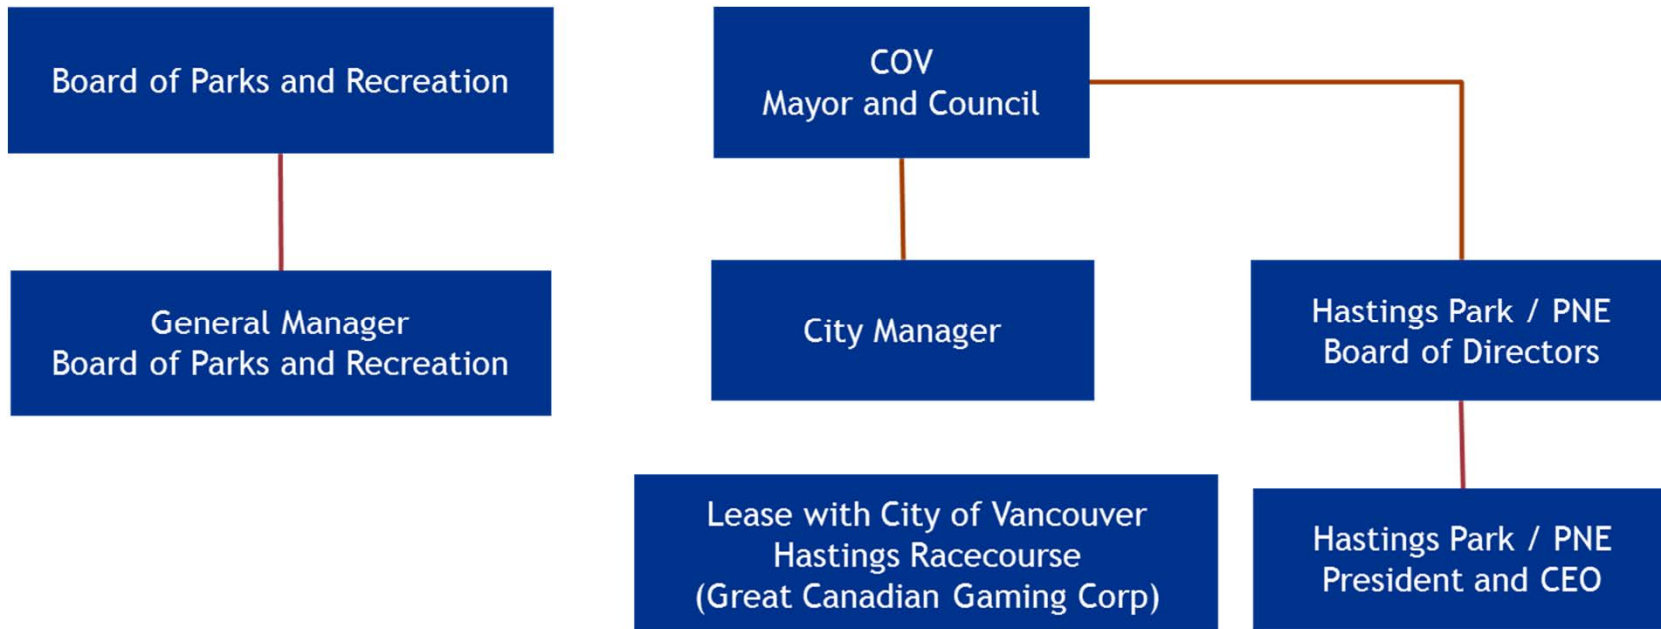 Board of Parks and Recreation
COV
Mayor and Council
General Manager
Board of Parks and Recreation
City Manager
Hastings Park / PNE
Board of Directors
Lease with City of Vancouver
Hastings Racecourse
(Great Canadian Gaming Corp)
Hastings Park / PNE
President and CEO